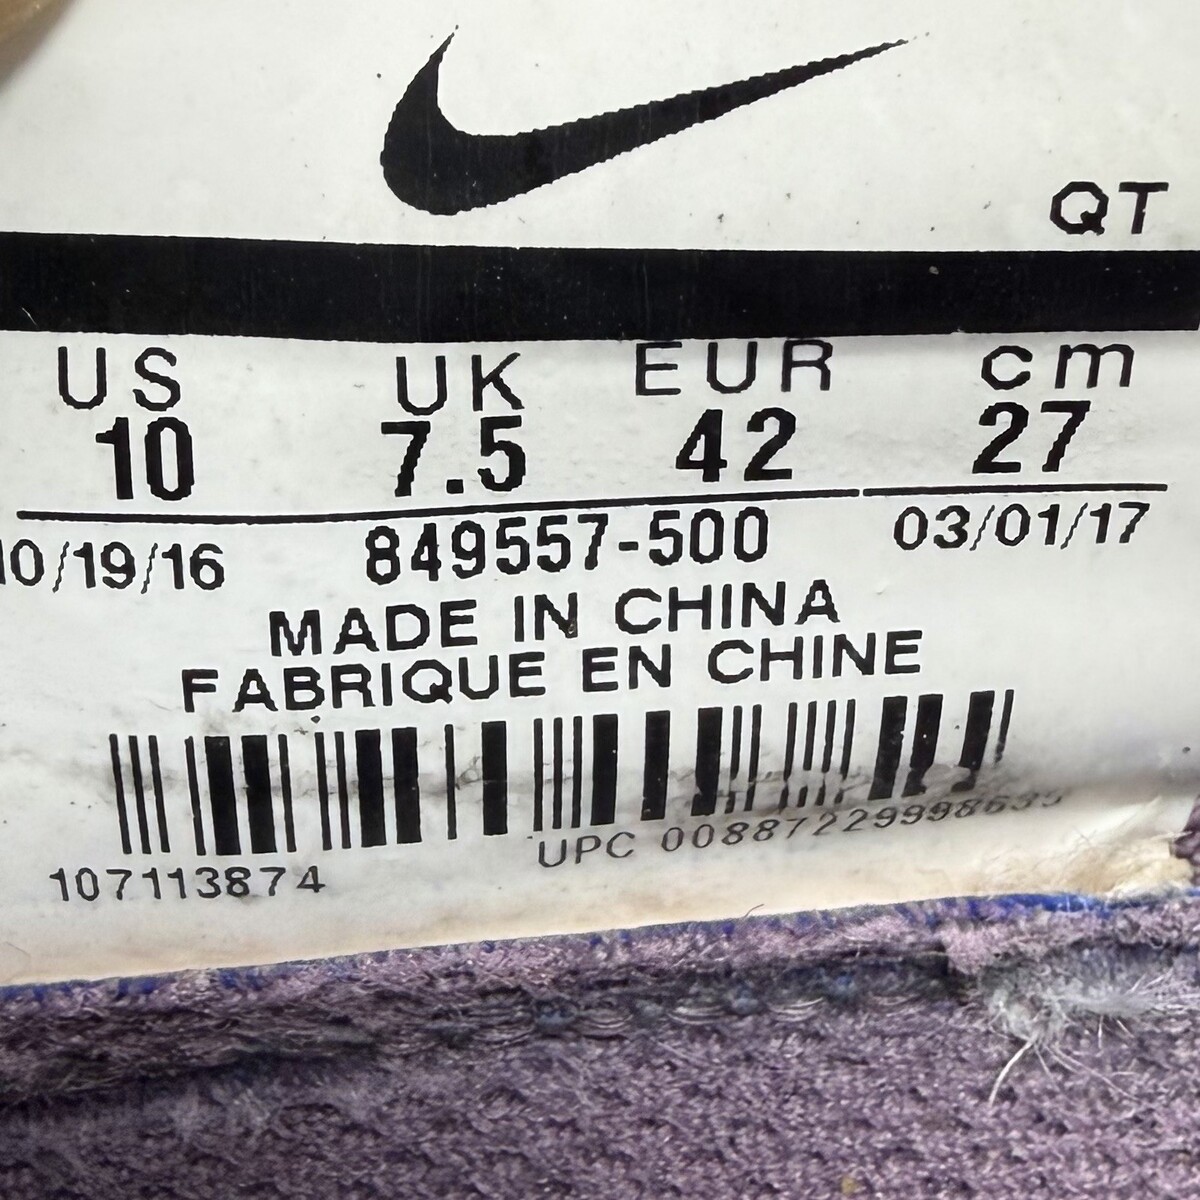 QT
US UK EUR cm
10 7.5 42 27
10/19/16 849557-500 03/01/17
MADE IN CHINA
FABRIQUE EN CHINE
UPC 00887229998635
107113874